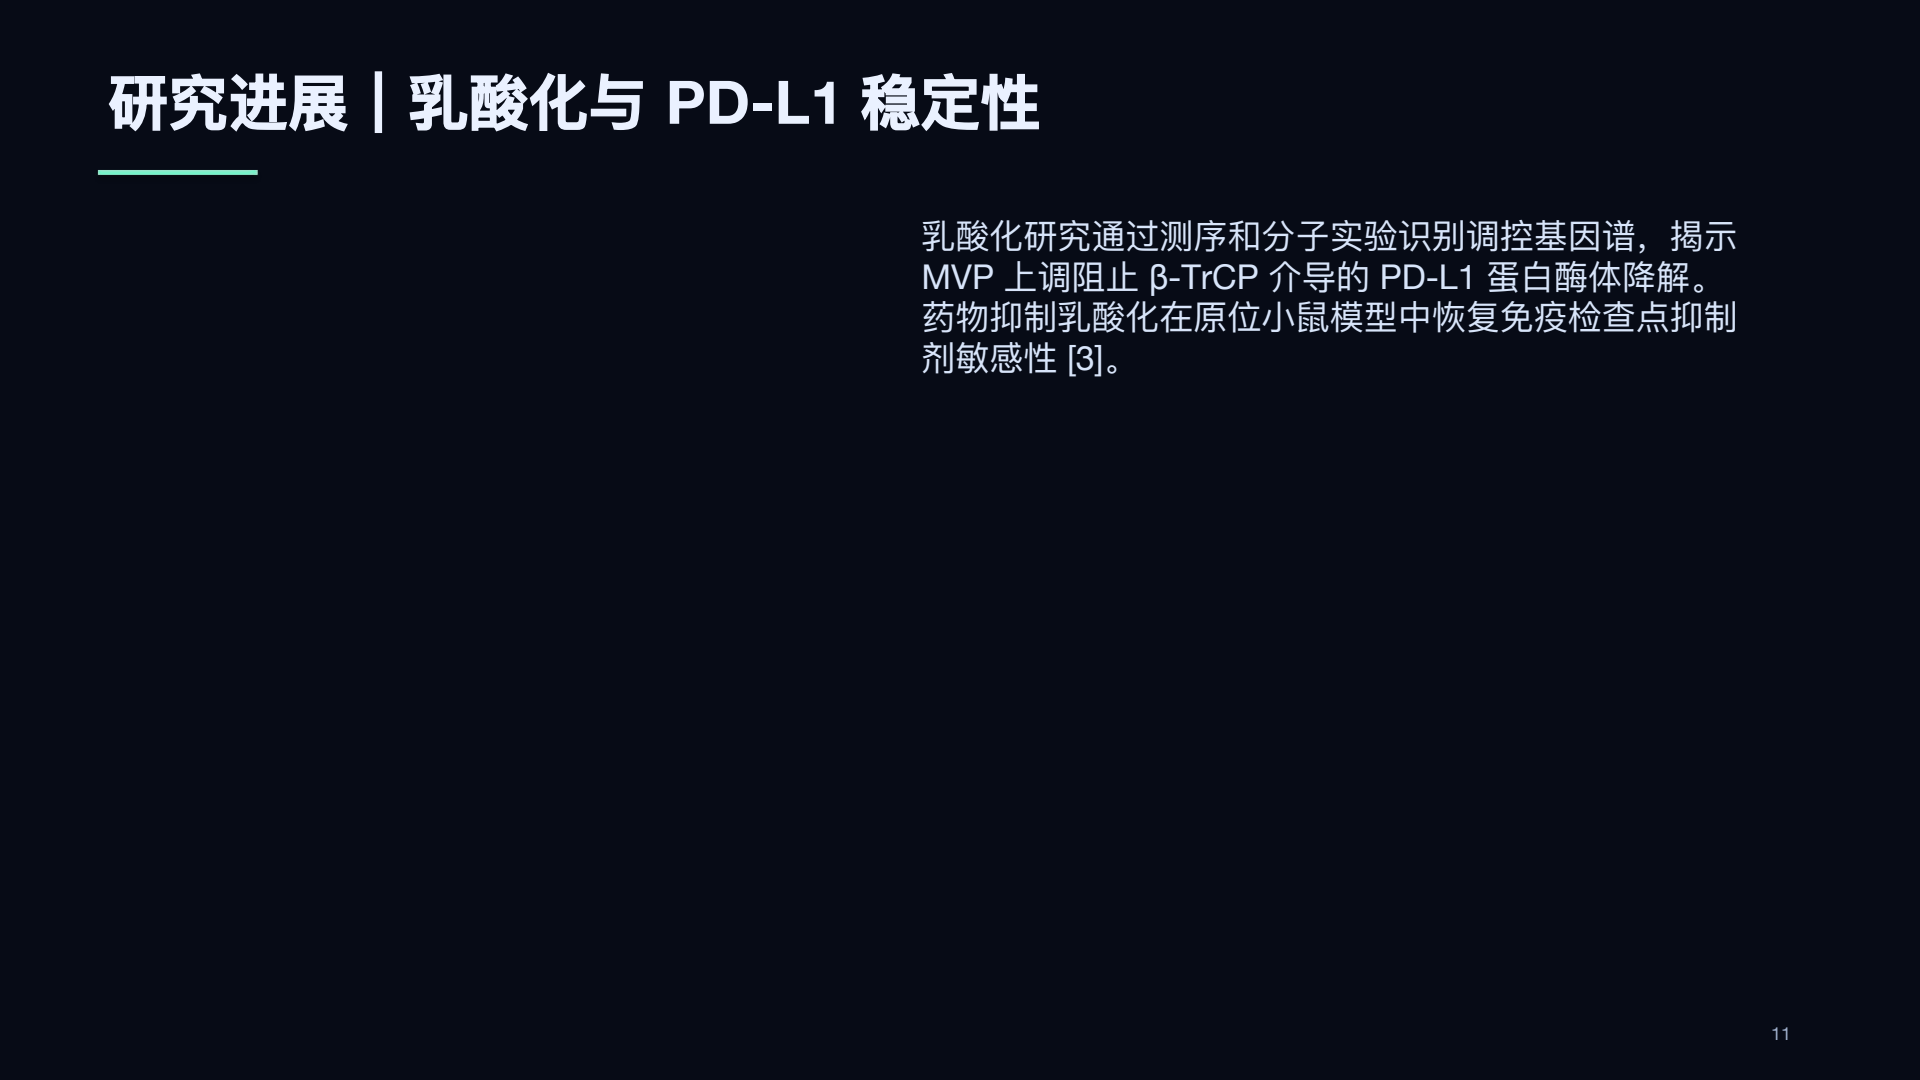 研究进展｜乳酸化与 PD-L1 稳定性
乳酸化研究通过测序和分子实验识别调控基因谱，揭示
MVP 上调阻止 β-TrCP 介导的 PD-L1 蛋白酶体降解。
药物抑制乳酸化在原位小鼠模型中恢复免疫检查点抑制
剂敏感性 [3]。
11